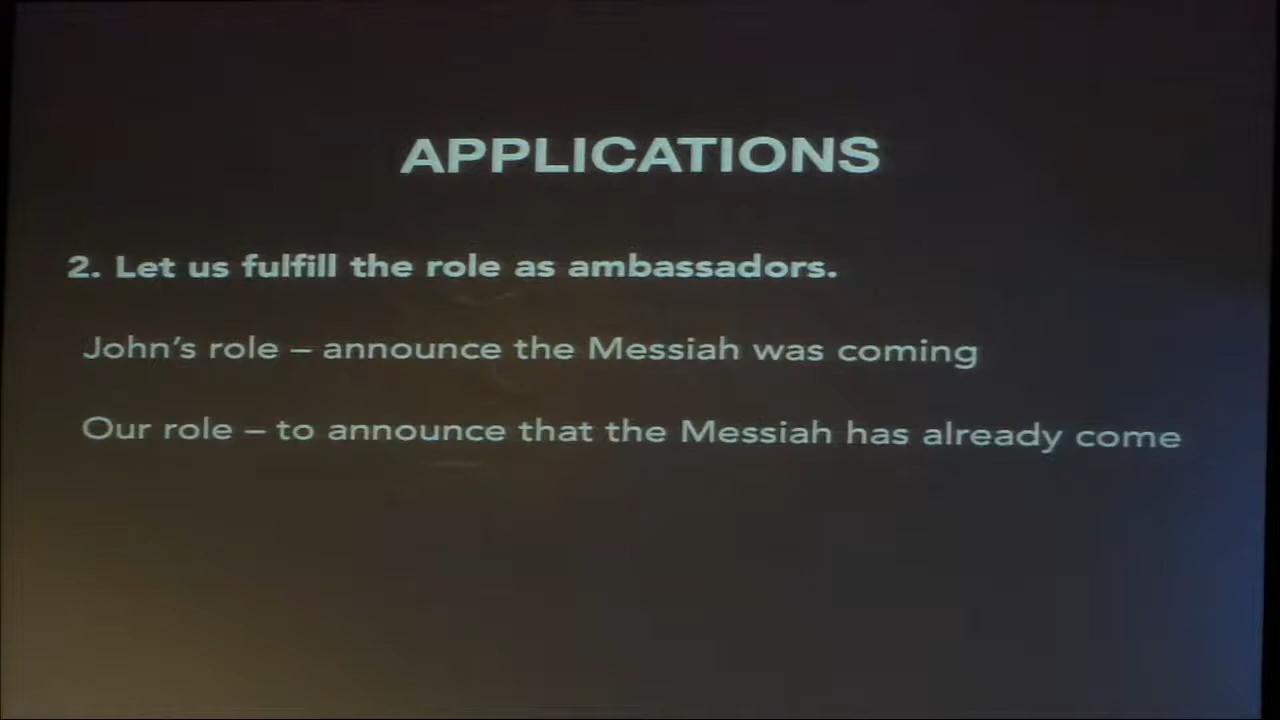 APPLICATIONS
2. Let us fulfill the role as ambassadors.
John's role – announce the Messiah was coming
Our role – to announce that the Messiah has already come